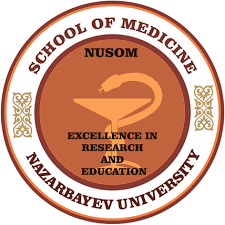 SCHOOL OF MEDICINE
NUSOM
EXCELLENCE IN
RESEARCH
AND
EDUCATION
NAZARBAYEV UNIVERSITY